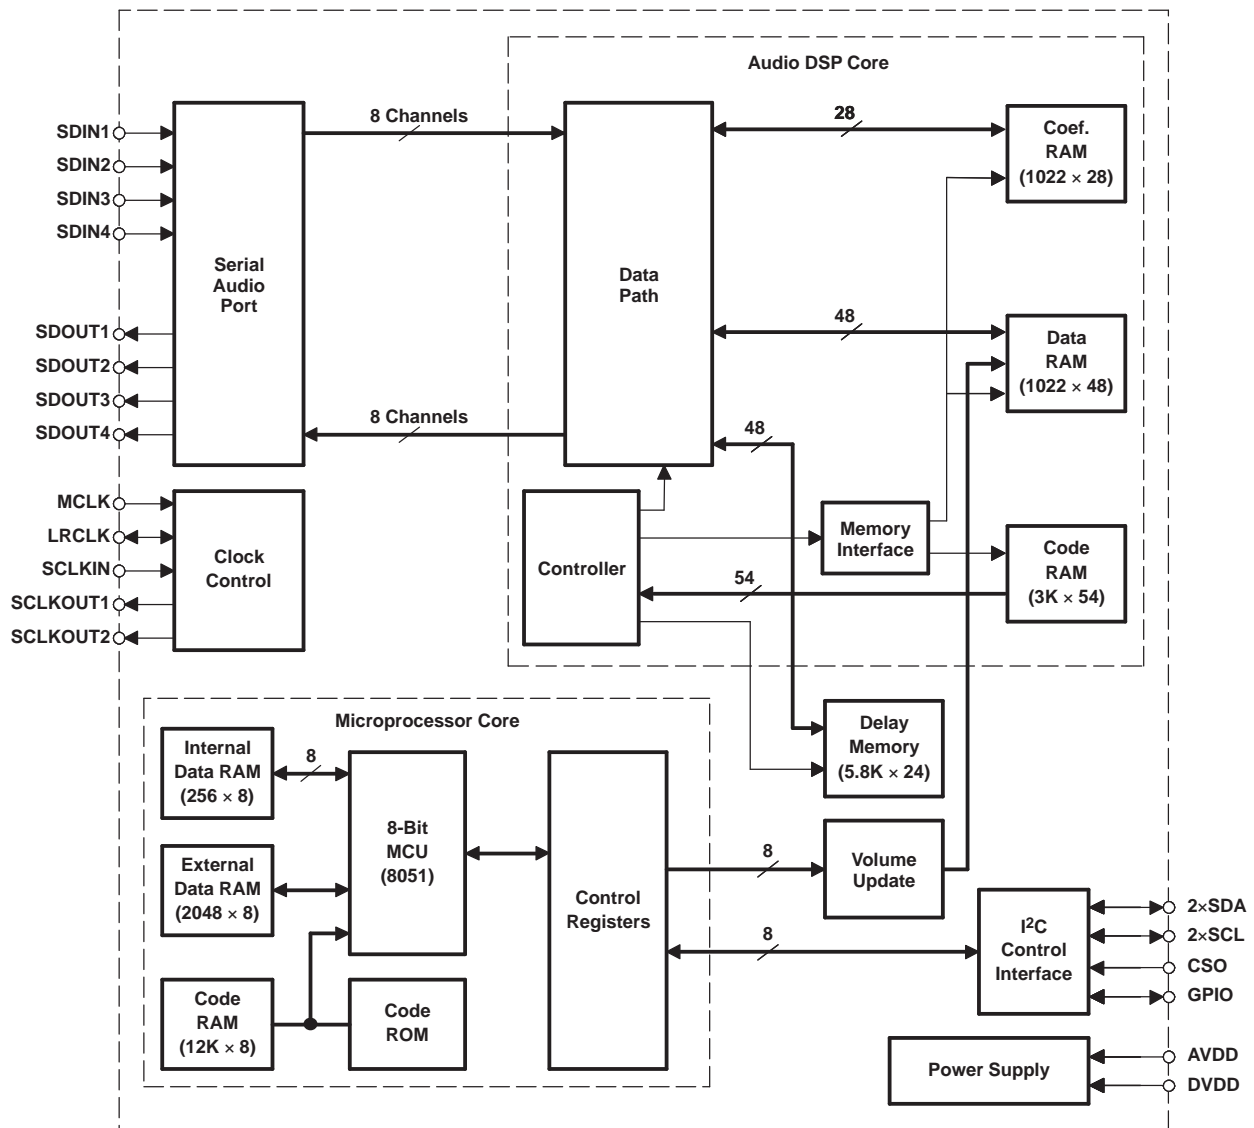 Audio DSP Core
SDIN1
SDIN2
SDIN3
SDIN4
SDOUT1
SDOUT2
SDOUT3
SDOUT4
Serial
Audio
Port
8 Channels
8 Channels
Data
Path
28
48
48
Coef.
RAM
(1022 × 28)
Data
RAM
(1022 × 48)
MCLK
LRCLK
SCLKIN
SCLKOUT1
SCLKOUT2
Clock
Control
Controller
Memory
Interface
54
Code
RAM
(3K × 54)
Microprocessor Core
Internal
Data RAM
(256 × 8)
8
External
Data RAM
(2048 × 8)
Code
RAM
(12K × 8)
8-Bit
MCU
(8051)
Code
ROM
Control
Registers
Delay
Memory
(5.8K × 24)
8
Volume
Update
8
I²C
Control
Interface
2×SDA
2×SCL
CSO
GPIO
Power Supply
AVDD
DVDD